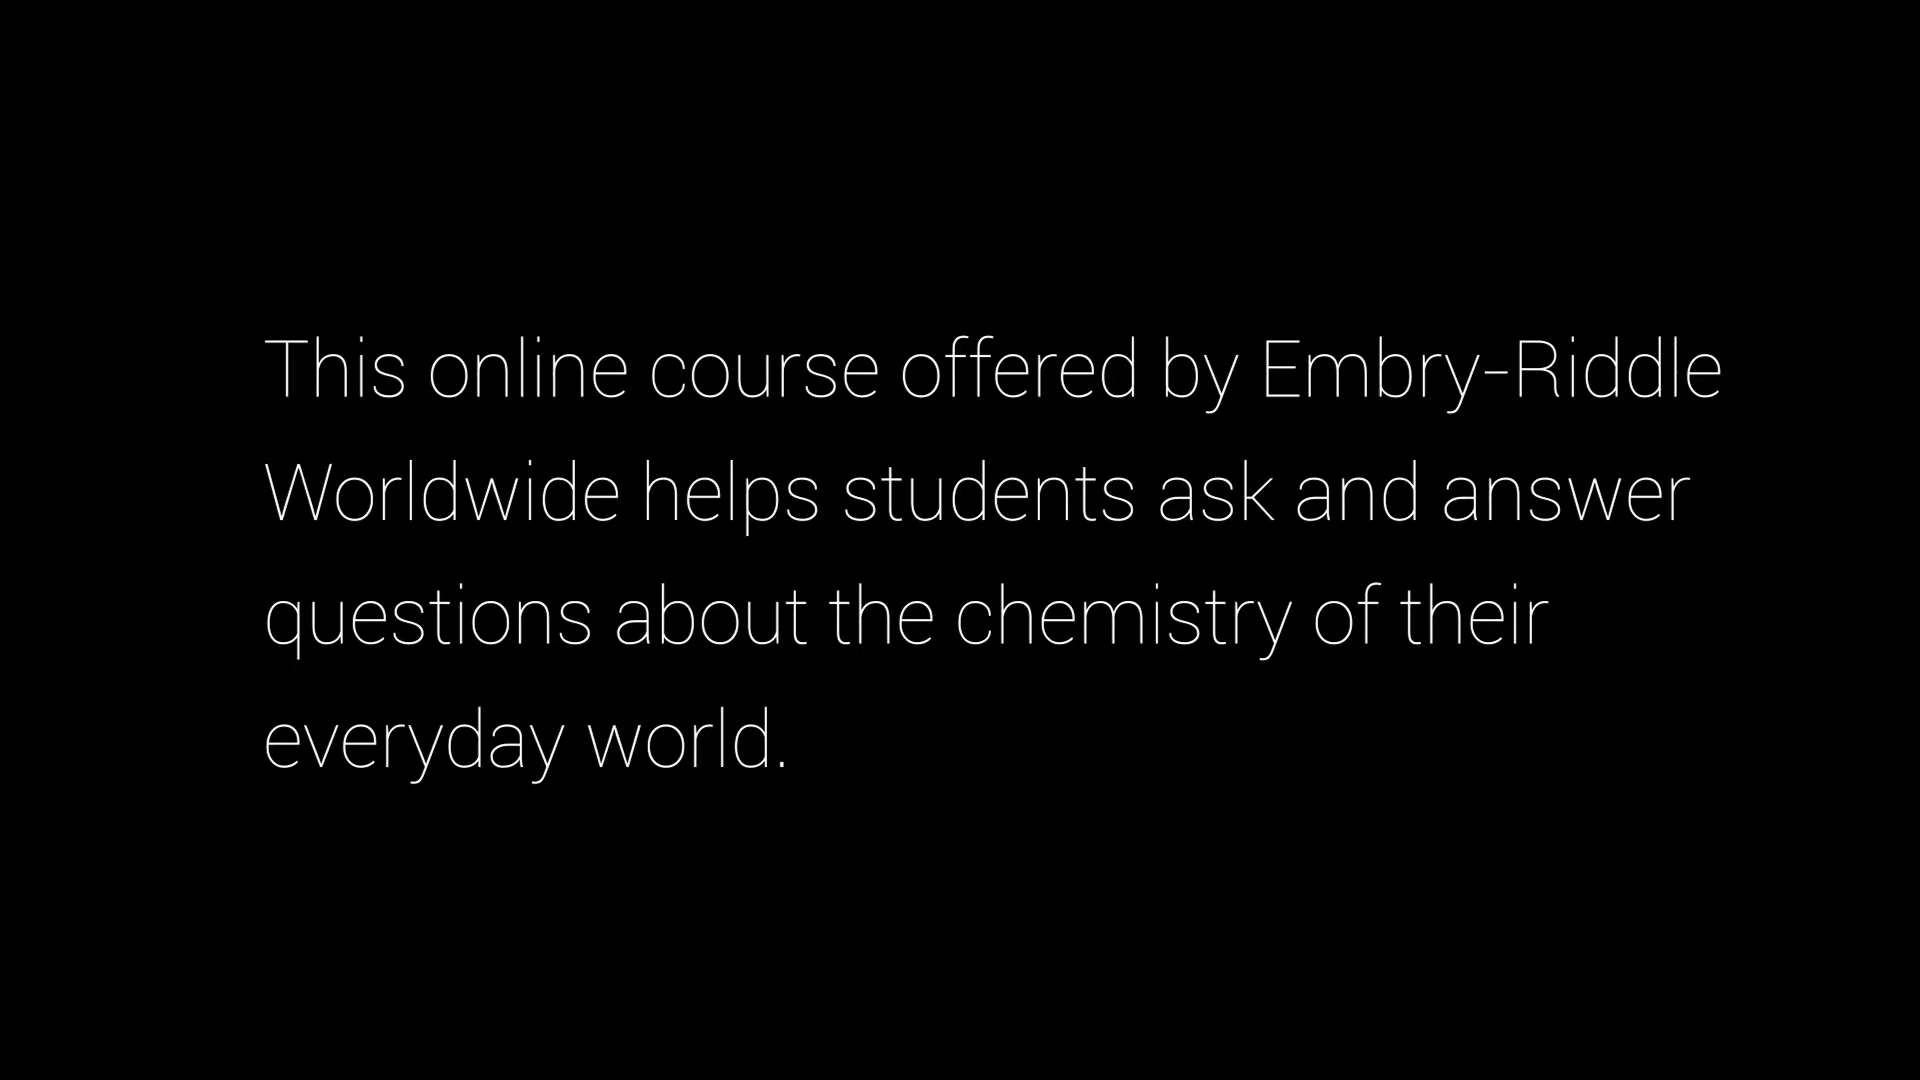 This online course offered by Embry-Riddle
Worldwide helps students ask and answer
questions about the chemistry of their
everyday world.